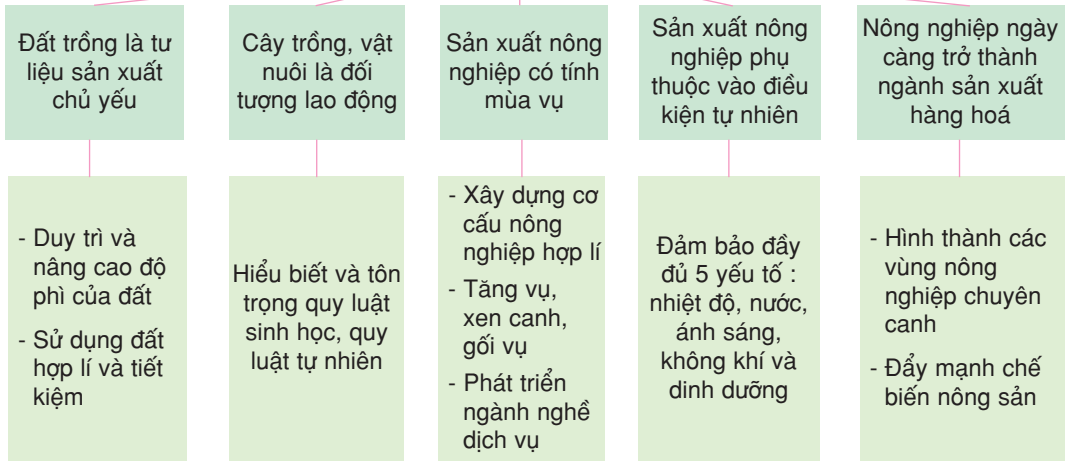 Đất trồng là tư
liệu sản xuất
chủ yếu
Cây trồng, vật
nuôi là đối
tượng lao động
Sản xuất nông
nghiệp có tính
mùa vụ
Sản xuất nông
nghiệp phụ
thuộc vào điều
kiện tự nhiên
Nông nghiệp ngày
càng trở thành
ngành sản xuất
hàng hoá
- Duy trì và
nâng cao độ
phì của đất
- Sử dụng đất
hợp lí và tiết
kiệm
Hiểu biết và tôn
trọng quy luật
sinh học, quy
luật tự nhiên
- Xây dựng cơ
cấu nông
nghiệp hợp lí
- Tăng vụ,
xen canh,
gối vụ
- Phát triển
ngành nghề
dịch vụ
Đảm bảo đầy
đủ 5 yếu tố :
nhiệt độ, nước,
ánh sáng,
không khí và
dinh dưỡng
- Hình thành các
vùng nông
nghiệp chuyên
canh
- Đẩy mạnh chế
biến nông sản